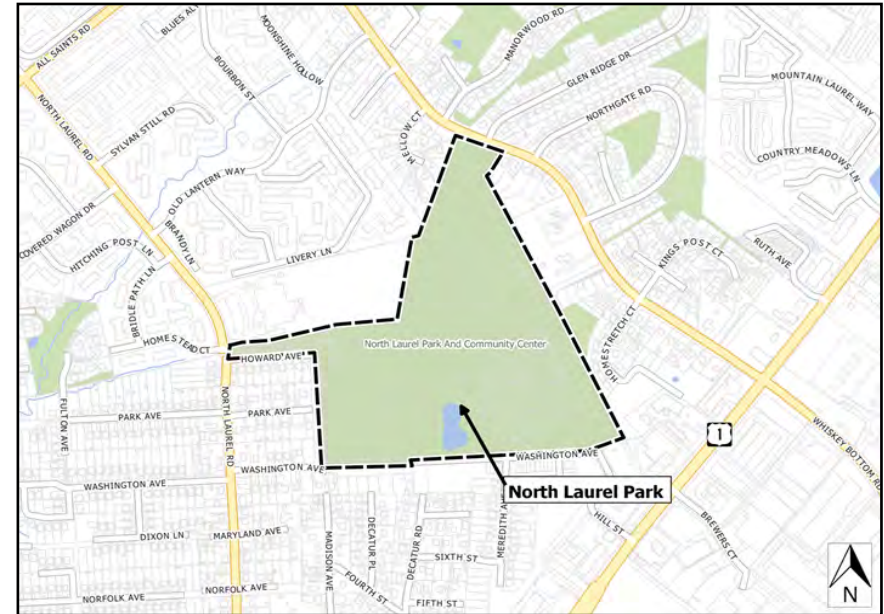 ALL SAINTS RD
BLUES AL
MOONSHINE HOLLOW
BOURBON ST
MANORWOOD RD
GLEN RIDGE DR
NORTHGATE RD
MOUNTAIN LAUREL WAY
COUNTRY MEADOWS LN
NORTH LAUREL RD
SYLVAN STILL RD
MELLOW CT
OLD LANTERN WAY
COVERED WAGON DR
BRANDY LN
HITCHING POST LN
LIVERY LN
KINGS POST CT
RUTH AVE
BRIDLE PATH LN
HOMESTRETCH CT
HOMESTEAD CT
HOWARD AVE
North Laurel Park And Community Center
FULTON AVE
PARK AVE
PARK AVE
NORTH LAUREL RD
1
WHISKEY BOTTOM RD
WASHINGTON AVE
WASHINGTON AVE
WASHINGTON AVE
North Laurel Park
HILL ST
BREWERS CT
DIXON LN
MARYLAND AVE
MADISON AVE
DECATUR PL
DECATUR RD
MEREDITH AVE
SIXTH ST
FOURTH ST
FIFTH ST
NORFOLK AVE
NORFOLK AVE
N